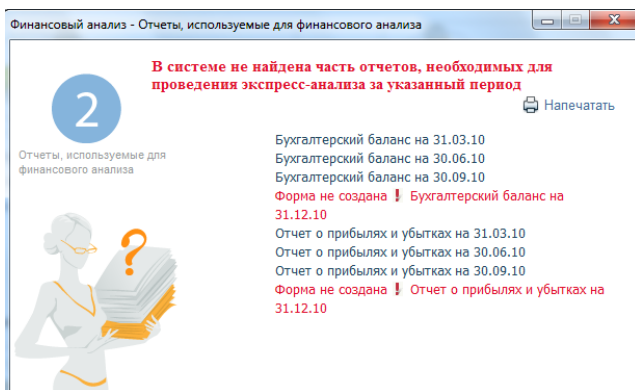 Финансовый анализ - Отчеты, используемые для финансового анализа
В системе не найдена часть отчетов, необходимых для
проведения экспресс-анализа за указанный период
Напечатать
2
Отчеты, используемые для
финансового анализа
Бухгалтерский баланс на 31.03.10
Бухгалтерский баланс на 30.06.10
Бухгалтерский баланс на 30.09.10
Форма не создана ! Бухгалтерский баланс на
31.12.10
Отчет о прибылях и убытках на 31.03.10
Отчет о прибылях и убытках на 30.06.10
Отчет о прибылях и убытках на 30.09.10
Форма не создана ! Отчет о прибылях и убытках на
31.12.10
?